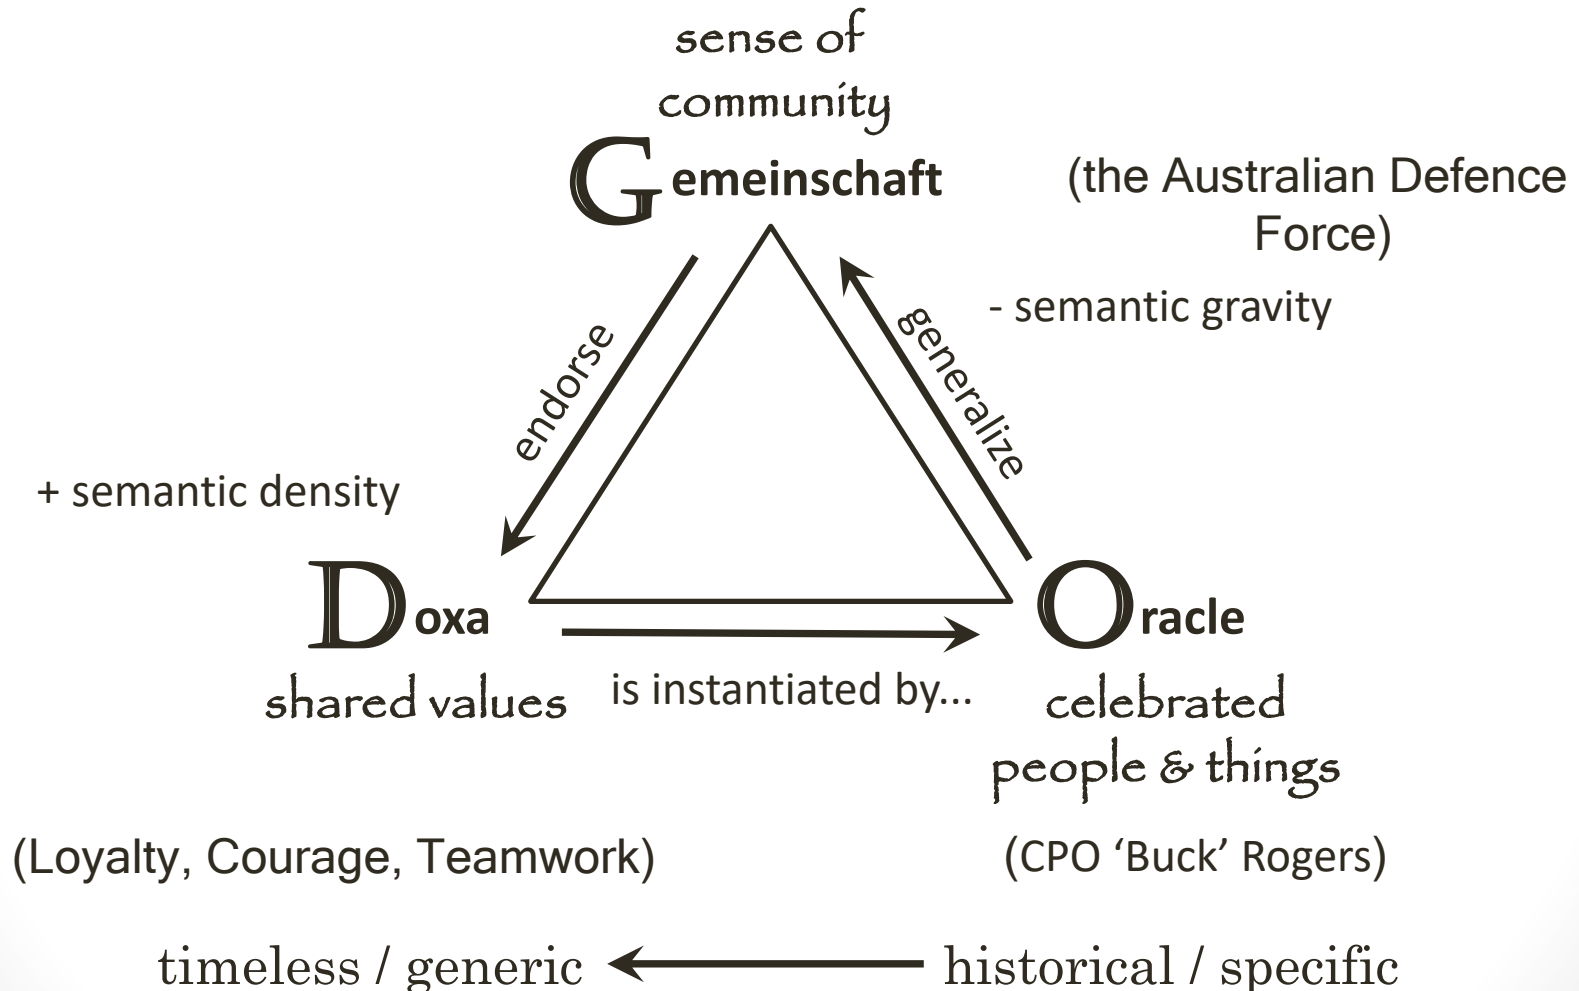 sense of
community
Gemeinschaft
(the Australian Defence
Force)
- semantic gravity
endorse
generalize
+ semantic density
Doxa
Oracle
shared values
is instantiated by...
celebrated
people & things
(Loyalty, Courage, Teamwork)
(CPO ‘Buck’ Rogers)
timeless / generic
historical / specific